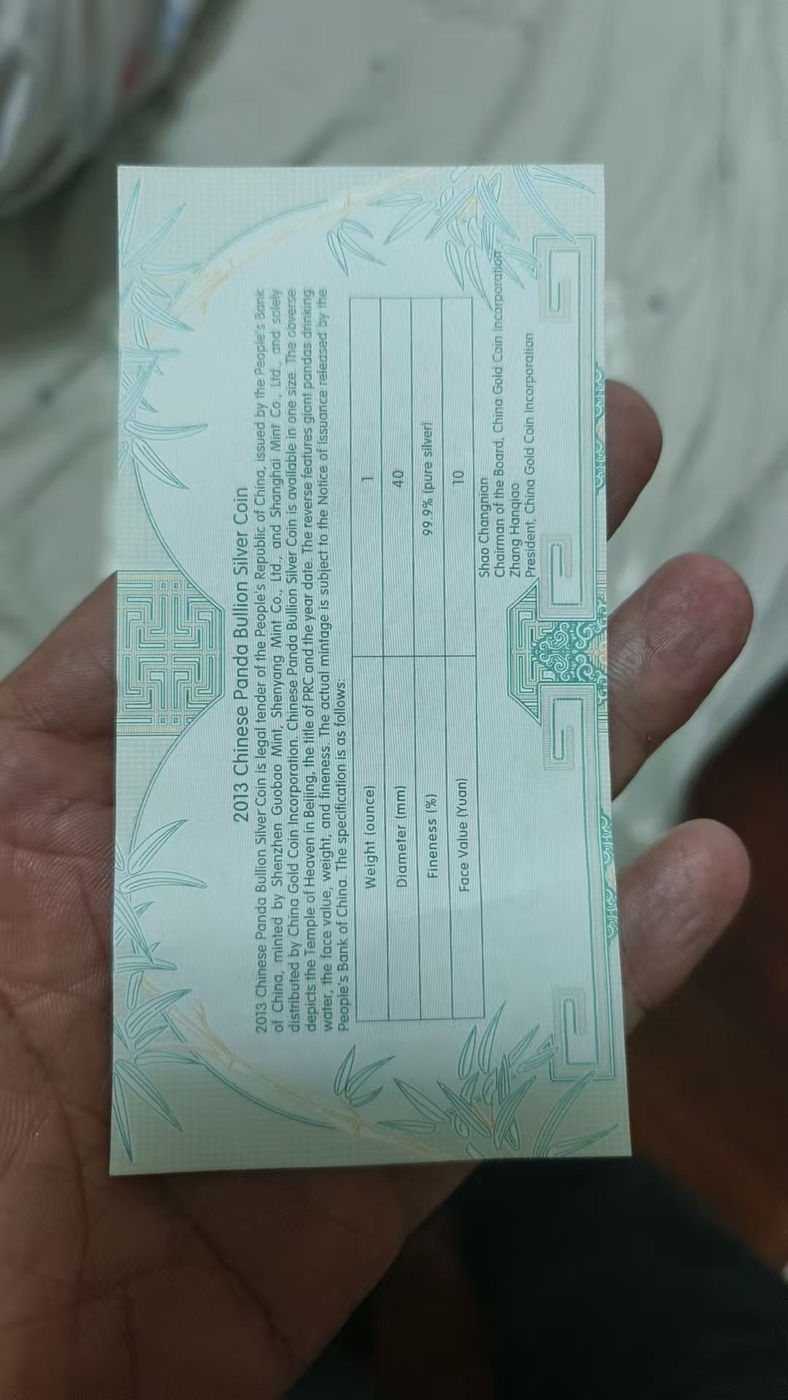 2013 Chinese Panda Bullion Silver Coin
2013 Chinese Panda Bullion Silver Coin is legal tender of the People's Republic of China, issued by the People's Bank
of China, minted by Shenzhen Guobao Mint, Shenyang Mint Co., Ltd., and Shanghai Mint Co., Ltd., and solely
distributed by China Gold Coin Incorporation. Chinese Panda Bullion Silver Coin is available in one size. The obverse
depicts the Temple of Heaven in Beijing, the title of PRC and the year date. The reverse features giant pandas drinking
water, the face value, weight, and fineness. The actual mintage is subject to the Notice of Issuance released by the
People's Bank of China. The specification is as follows:
Weight (ounce) 1
Diameter (mm) 40
Fineness (%) 99.9% (pure silver)
Face Value (Yuan) 10
Shao Changnian
Chairman of the Board, China Gold Coin Incorporation
Zhang Hanqiao
President, China Gold Coin Incorporation